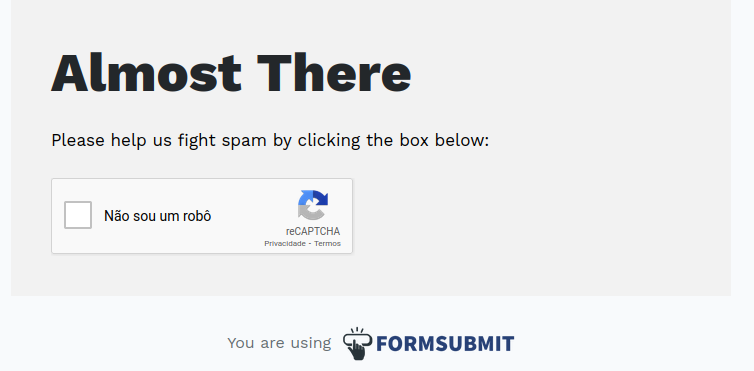 Almost There
Please help us fight spam by clicking the box below:
Não sou um robô
reCAPTCHA
Privacidade - Termos
You are using FORMSUBMIT